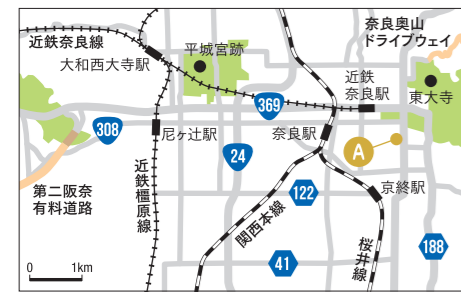 近鉄奈良線
大和西大寺駅
平城宮跡
奈良奥山
ドライブウェイ
近鉄
奈良駅
東大寺
369
308
尼ヶ辻駅
奈良駅
A
24
京終駅
122
第二阪奈
有料道路
近鉄橿原線
関西本線
桜井線
41
188
0 1km